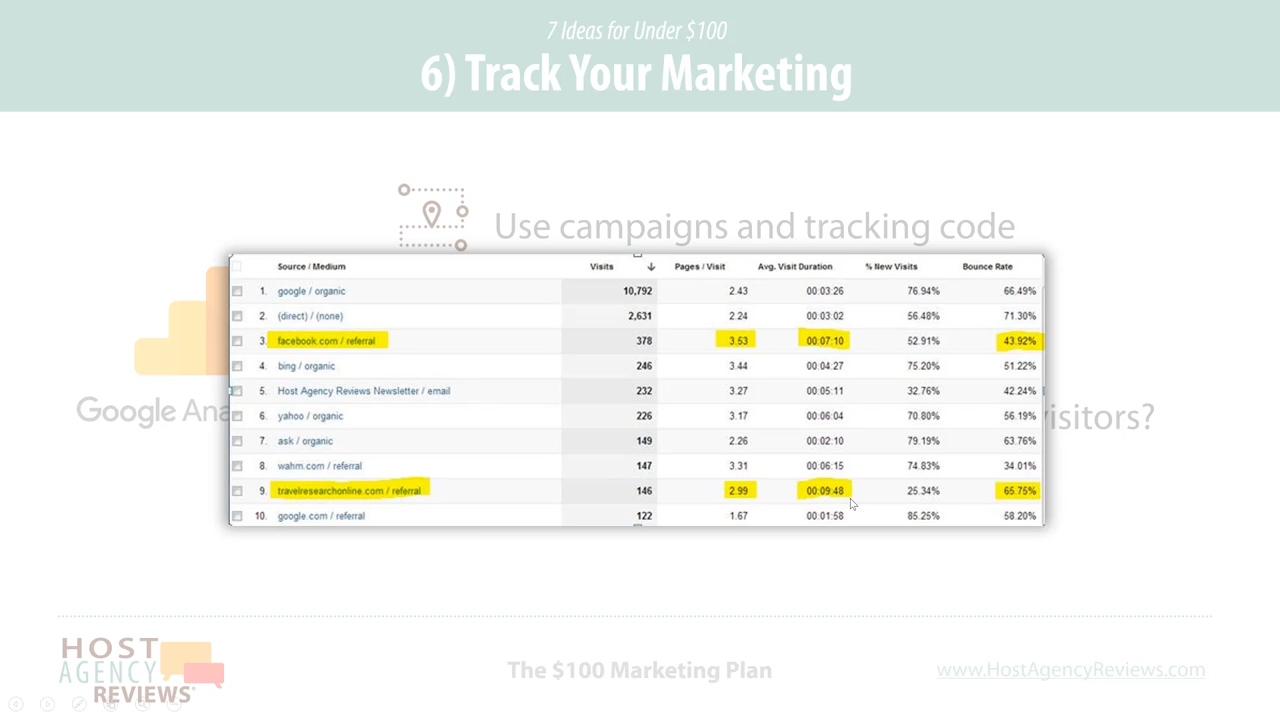 7 Ideas for Under $100
6) Track Your Marketing
Use campaigns and tracking code
Source / Medium Visits Pages / Visit Avg. Visit Duration % New Visits Bounce Rate
1. google / organic 10,792 2.43 00:03:26 76.94% 66.49%
2. (direct) / (none) 2,631 2.24 00:03:02 56.48% 71.30%
3. facebook.com / referral 378 3.53 00:07:10 52.91% 43.92%
4. bing / organic 246 3.44 00:04:27 75.20% 51.22%
5. Host Agency Reviews Newsletter / email 232 3.27 00:05:11 32.76% 42.24%
6. yahoo / organic 226 3.17 00:06:04 70.80% 56.19%
7. ask / organic 149 2.26 00:02:10 79.19% 63.76%
8. wahm.com / referral 147 3.31 00:06:15 74.83% 34.01%
9. travelresearchonline.com / referral 146 2.99 00:09:48 25.34% 65.75%
10. google.com / referral 122 1.67 00:01:58 85.25% 58.20%
Google Ana
isitors?
HOST
AGENCY
REVIEWS®
The $100 Marketing Plan
www.HostAgencyReviews.com